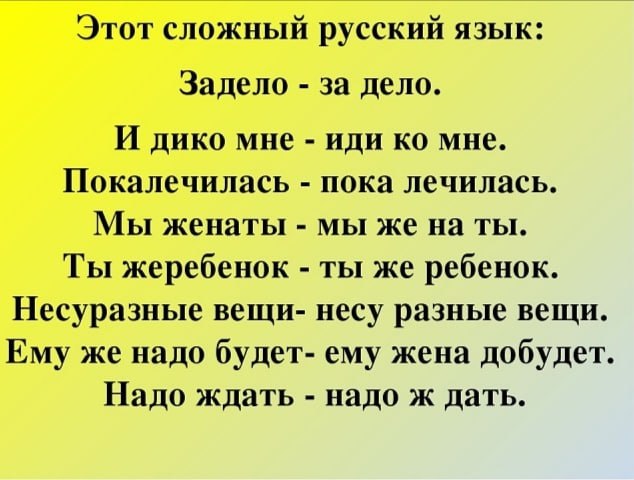 Этот сложный русский язык:
Задело - за дело.
И дико мне - иди ко мне.
Покалечилась - пока лечилась.
Мы женаты - мы же на ты.
Ты жеребенок - ты же ребенок.
Несуразные вещи- несу разные вещи.
Ему же надо будет- ему жена добудет.
Надо ждать - надо ж дать.